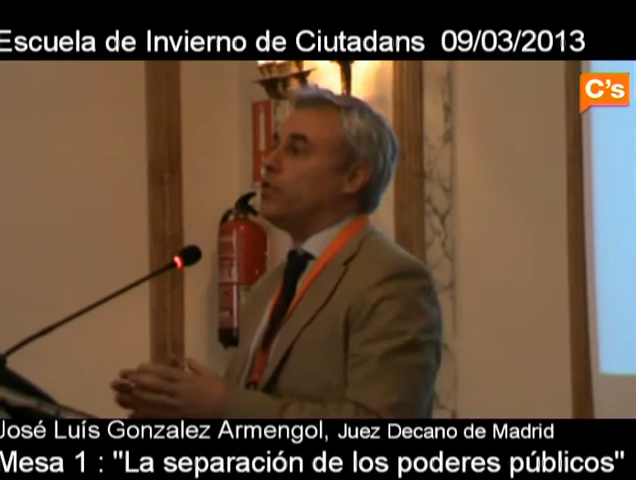 Escuela de Invierno de Ciutadans 09/03/2013
C's
José Luís Gonzalez Armengol, Juez Decano de Madrid
Mesa 1 : "La separación de los poderes públicos"